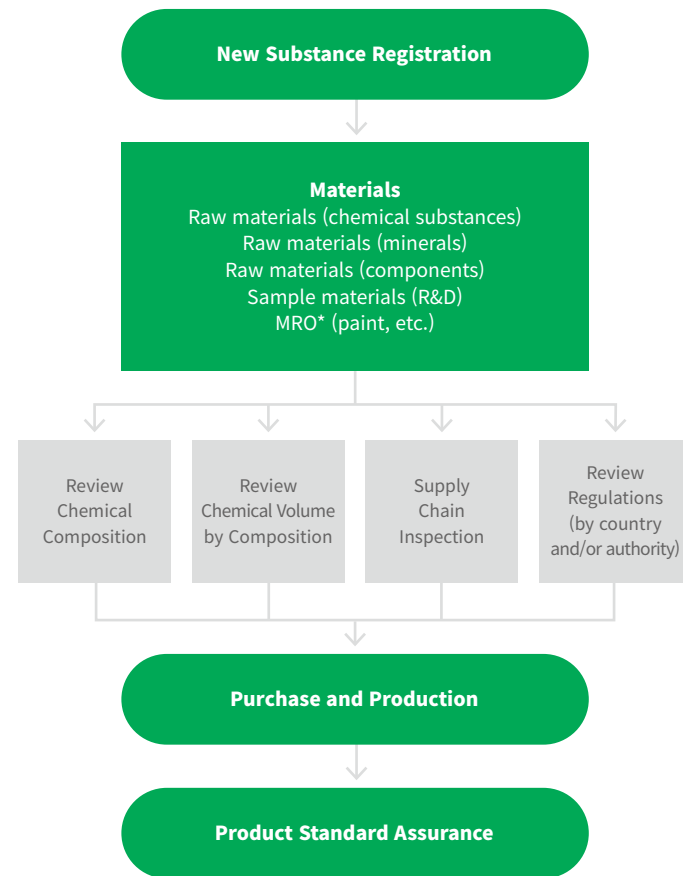 New Substance Registration
Materials
Raw materials (chemical substances)
Raw materials (minerals)
Raw materials (components)
Sample materials (R&D)
MRO* (paint, etc.)
Review
Chemical
Composition
Review
Chemical Volume
by Composition
Supply
Chain
Inspection
Review
Regulations
(by country
and/or authority)
Purchase and Production
Product Standard Assurance